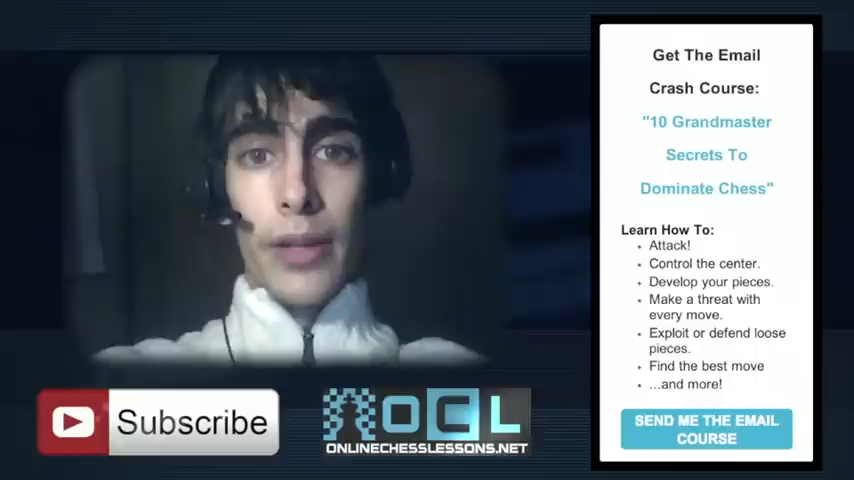 Get The Email
Crash Course:
"10 Grandmaster
Secrets To
Dominate Chess"
Learn How To:
• Attack!
• Control the center.
• Develop your pieces.
• Make a threat with
every move.
• Exploit or defend loose
pieces.
• Find the best move
• ...and more!
SEND ME THE EMAIL
COURSE
Subscribe
OCL
ONLINECHESSLESSONS.NET